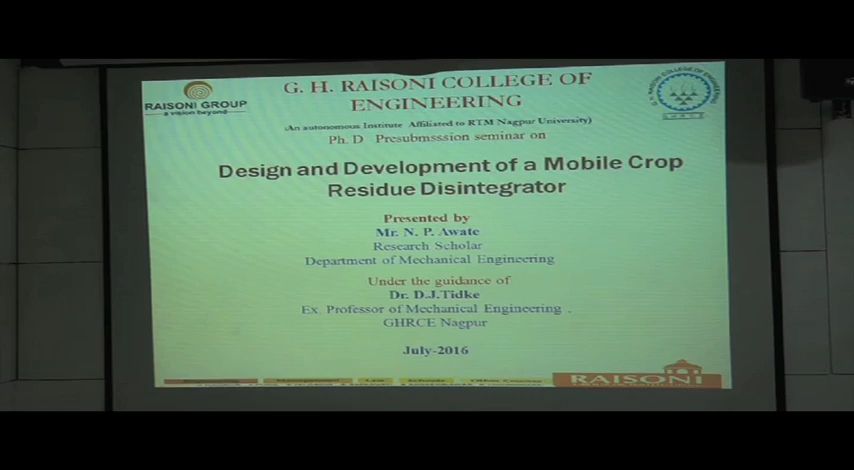 RAISONI GROUP
a vision beyond
G. H. RAISONI COLLEGE OF
ENGINEERING
(An autonomous Institute Affiliated to RTM Nagpur University)
Ph. D Presubmsssion seminar on
Design and Development of a Mobile Crop
Residue Disintegrator
Presented by
Mr. N. P. Awate
Research Scholar
Department of Mechanical Engineering
Under the guidance of
Dr. D.J.Tidke
Ex. Professor of Mechanical Engineering .
GHRCE Nagpur
July-2016
RAISONI